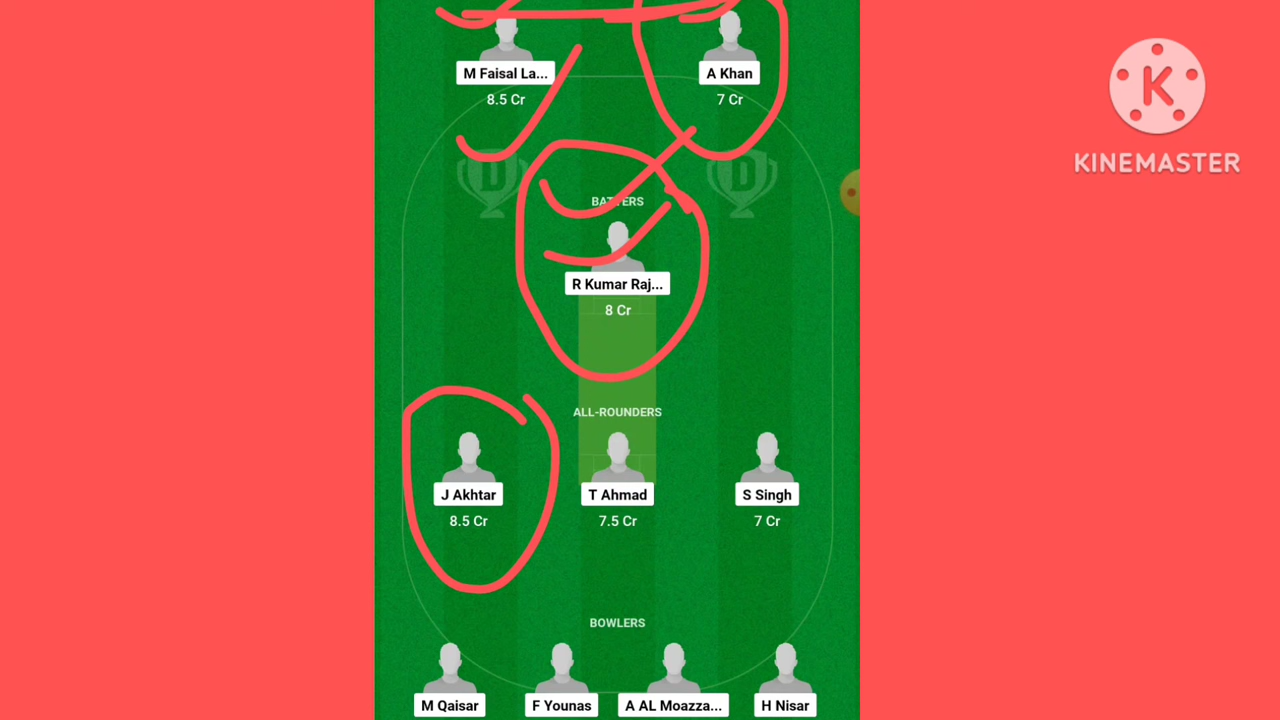 M Faisal La... A Khan
8.5 Cr 7 Cr
K
KINEMASTER
D D
BATTERS
R Kumar Raj...
8 Cr
ALL-ROUNDERS
J Akhtar T Ahmad S Singh
8.5 Cr 7.5 Cr 7 Cr
BOWLERS
M Qaisar F Younas A AL Moazza... H Nisar